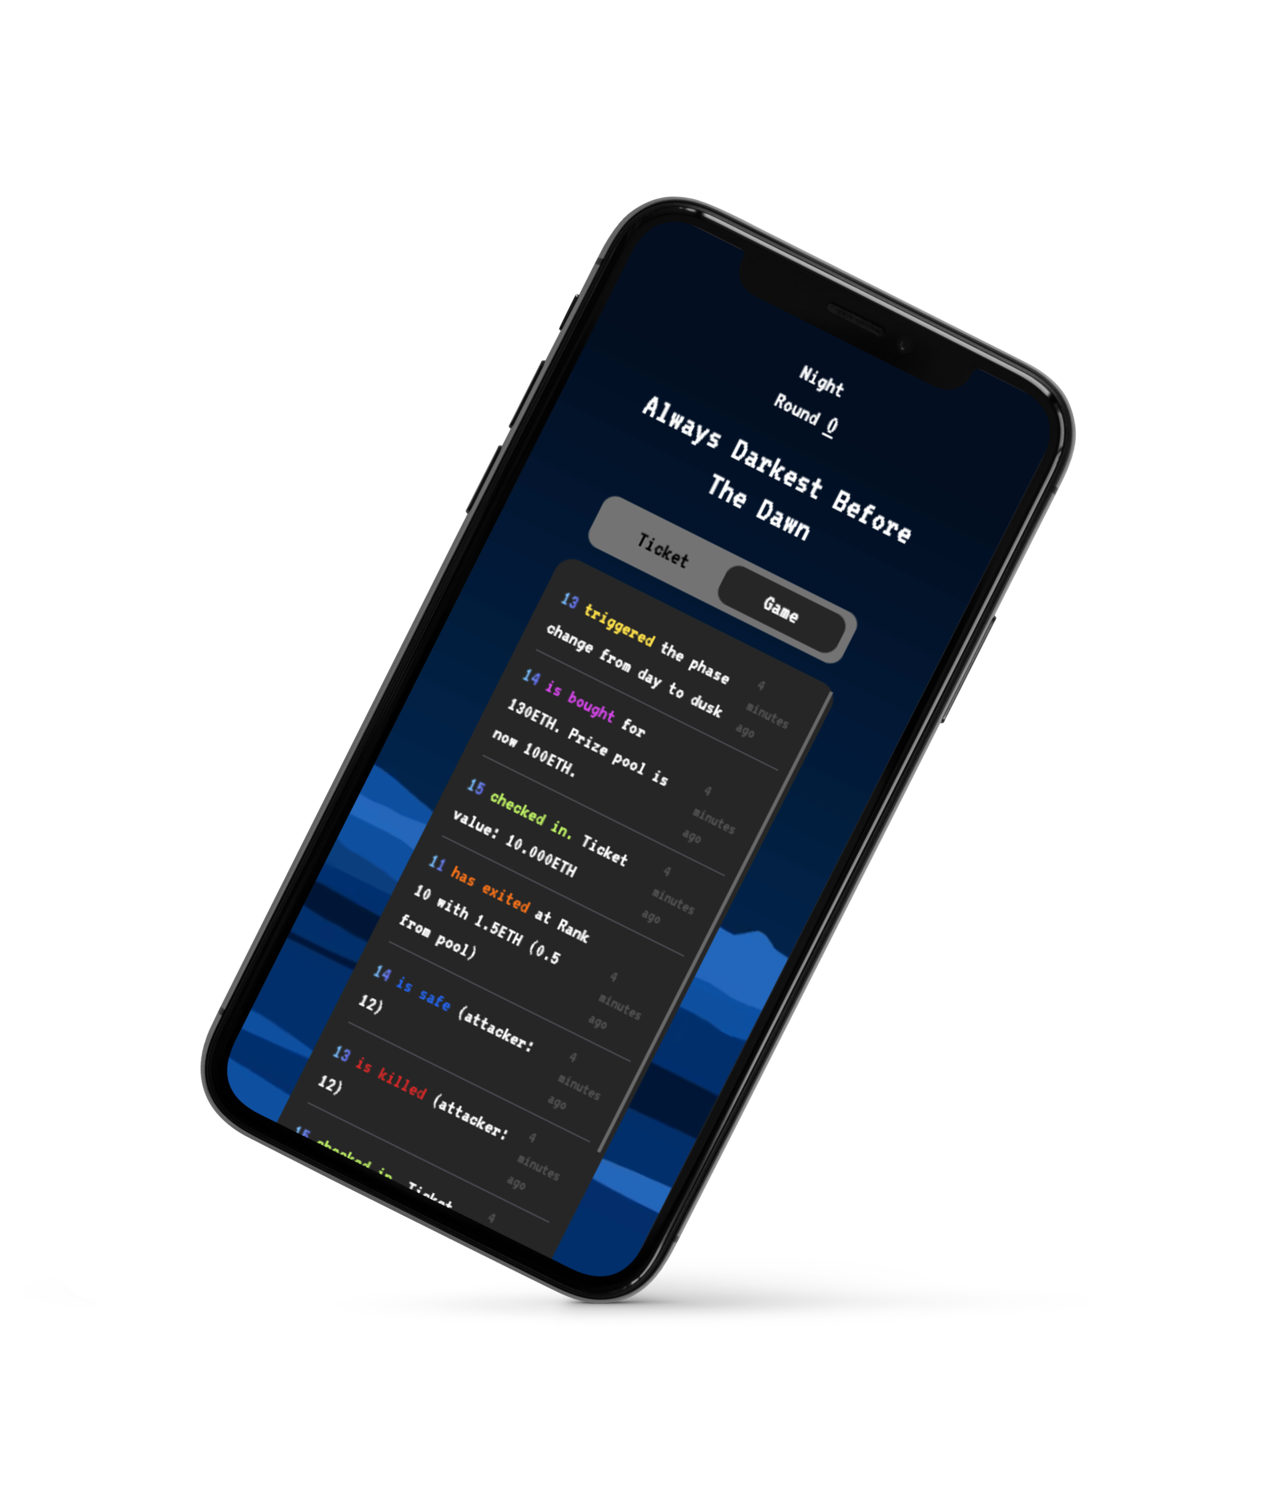 Night
Round 0
Always Darkest Before
The Dawn
Ticket
Game
13 triggered the phase
change from day to dusk
4
minutes
ago
14 is bought for
130ETH. Prize pool is
now 100ETH.
4
minutes
ago
15 checked in. Ticket
value: 10.000ETH
4
minutes
ago
11 has exited at Rank
10 with 1.5ETH (0.5
from pool)
4
minutes
ago
14 is safe (attacker:
12)
4
minutes
ago
13 is killed (attacker:
12)
4
minutes
ago
15 checked in. Ticket
4